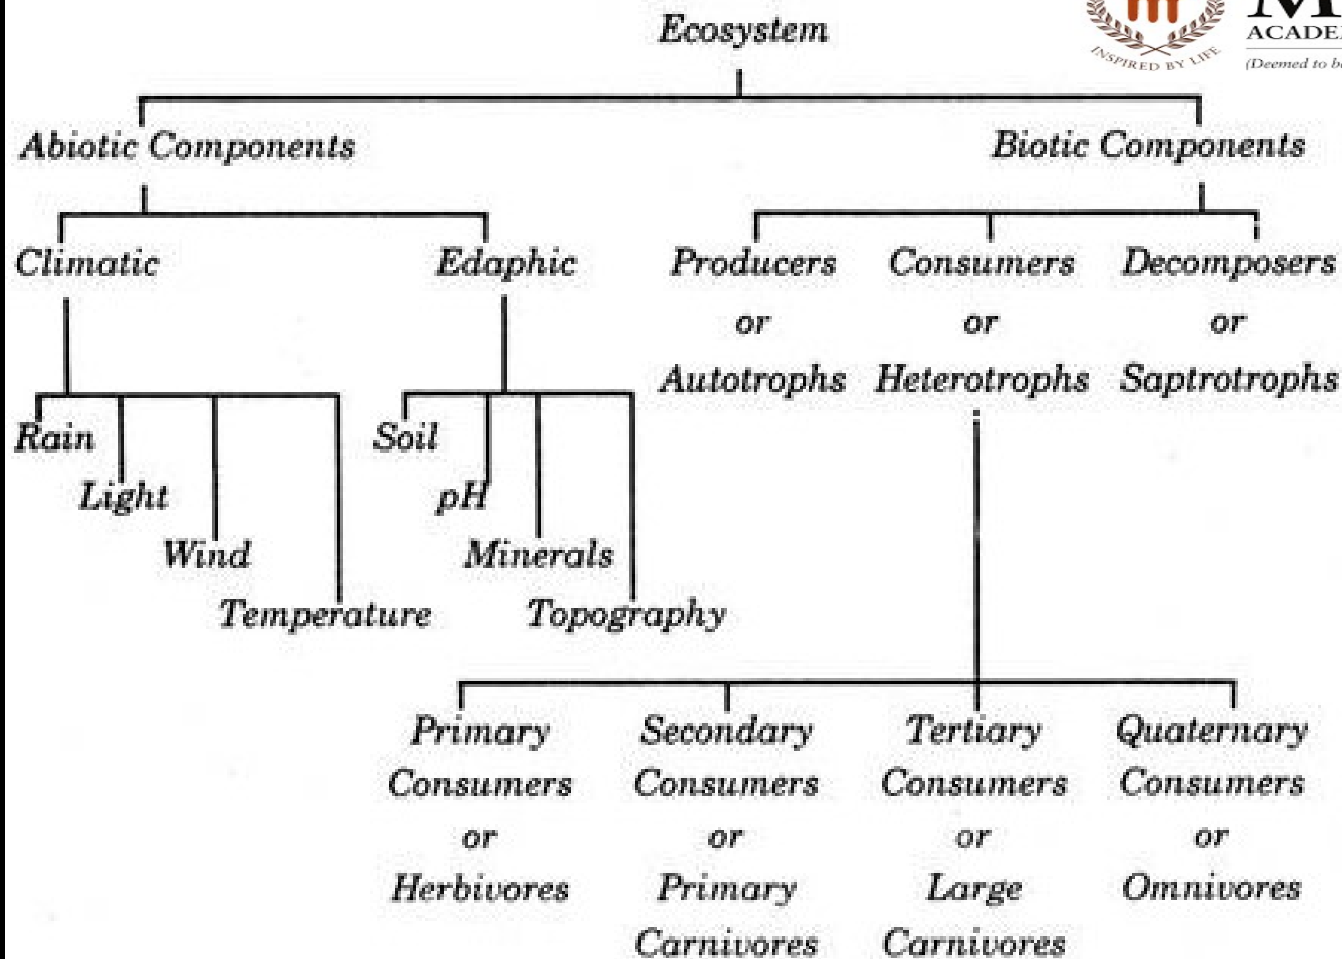 Ecosystem
INSPIRED BY LIFE
(Deemed to
Abiotic Components Biotic Components
Climatic Edaphic Producers Consumers Decomposers
or or or
Autotrophs Heterotrophs Saptrotrophs
Rain Soil
Light pH
Wind Minerals
Temperature Topography
Primary Secondary Tertiary Quaternary
Consumers Consumers Consumers Consumers
or or or or
Herbivores Primary Large Omnivores
Carnivores Carnivores